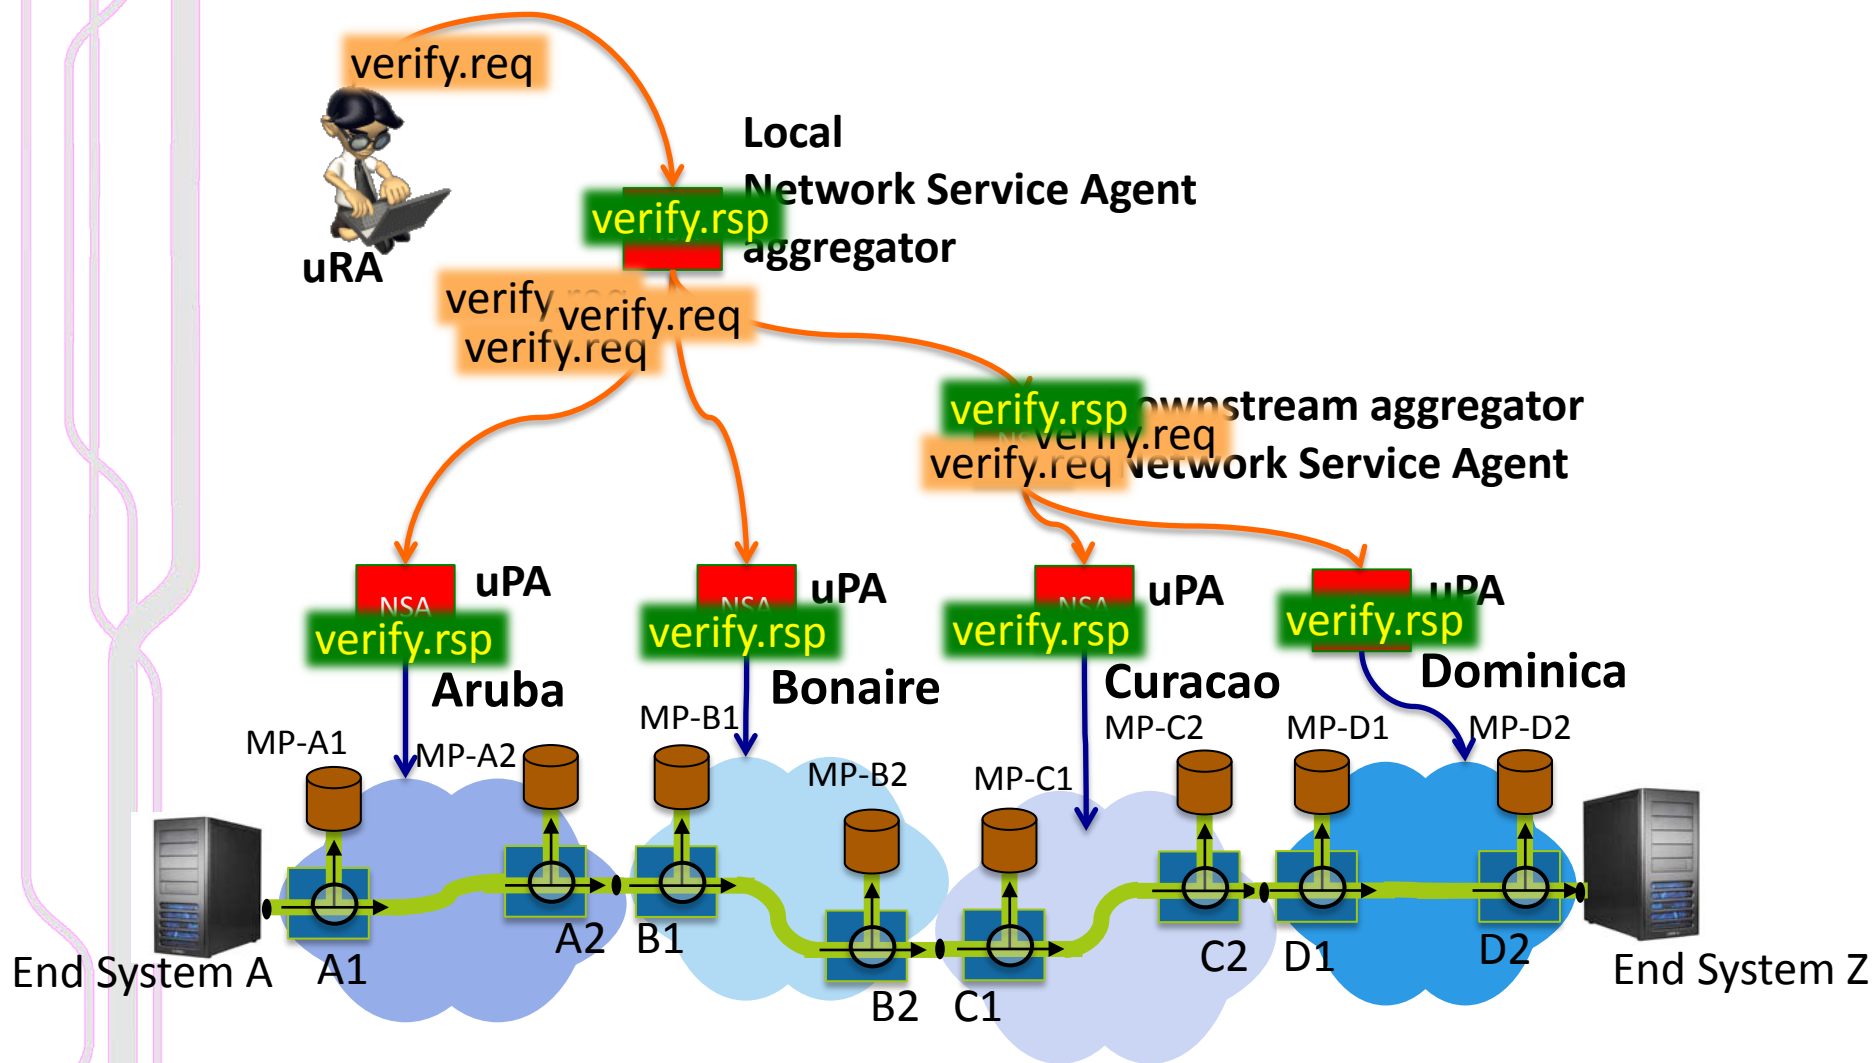 verify.req
Local
Network Service Agent
aggregator
verify.rsp
uRA
verify.req
verify.req
verify.req
verify.rsp
ownstream aggregator
verify.req
verify.req
Network Service Agent
NSA
uPA
NSA
uPA
NSA
uPA
uPA
verify.rsp
verify.rsp
verify.rsp
verify.rsp
Aruba
Bonaire
Curacao
Dominica
MP-A1
MP-A2
MP-B1
MP-B2
MP-C1
MP-C2
MP-D1
MP-D2
End System A
A1
A2
B1
B2
C1
C2
D1
D2
End System Z